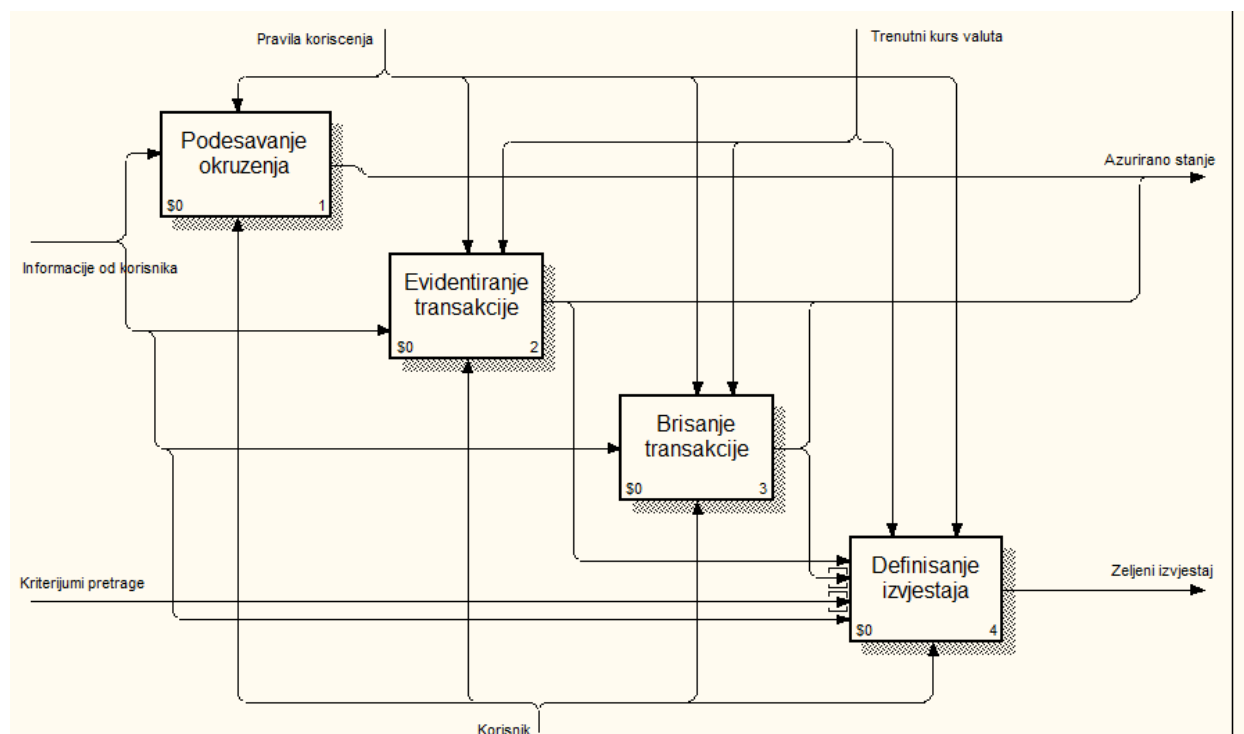 Pravila koriscenja
Trenutni kurs valuta
Podesavanje
okruzenja
$0 1
Azurirano stanje
Informacije od korisnika
Evidentiranje
transakcije
$0 2
Brisanje
transakcije
$0 3
Kriterijumi pretrage
Definisanje
izvjestaja
$0 4
Zeljeni izvjestaj
Korisnik